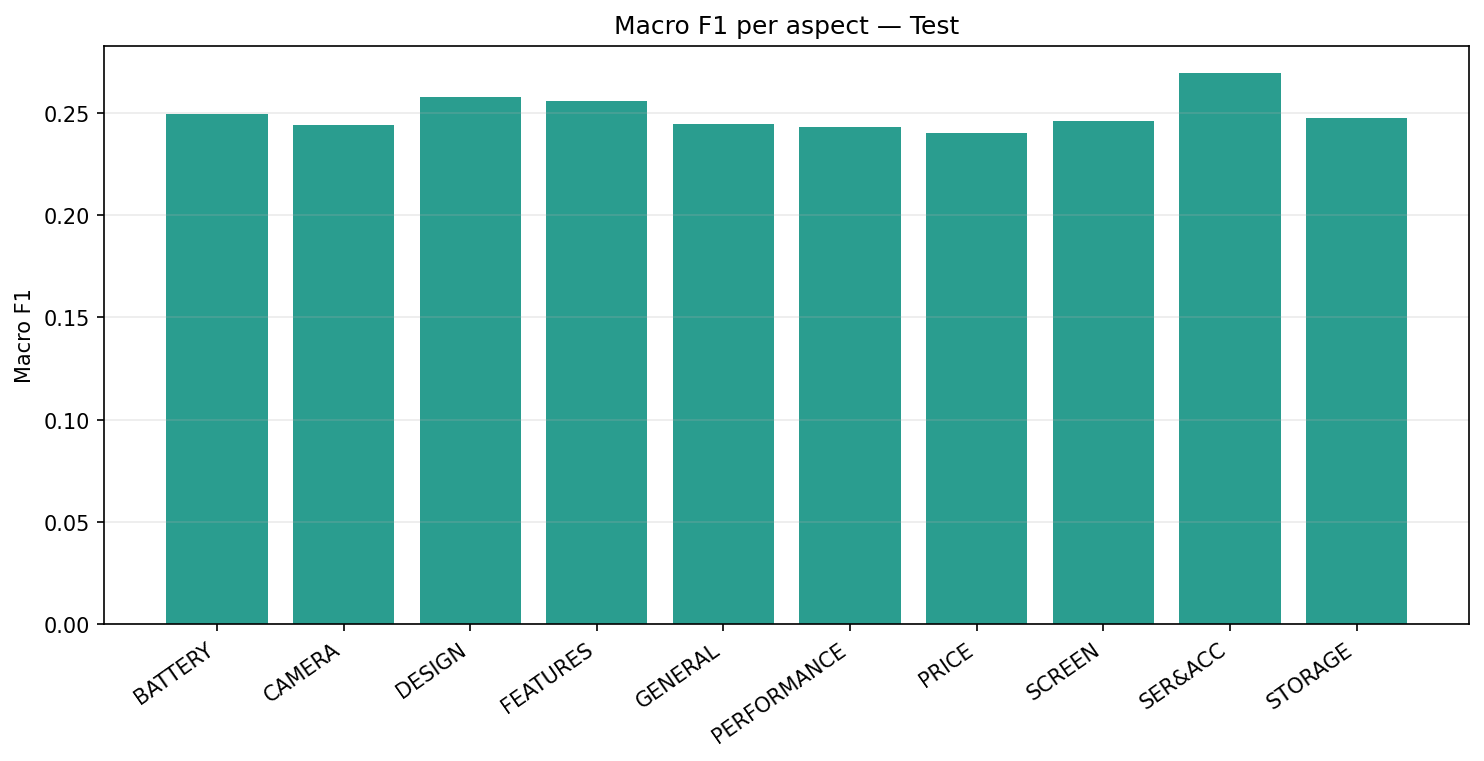 Macro F1 per aspect — Test
Macro F1
0.25
0.20
0.15
0.10
0.05
0.00
BATTERY
CAMERA
DESIGN
FEATURES
GENERAL
PERFORMANCE
PRICE
SCREEN
SER&ACC
STORAGE